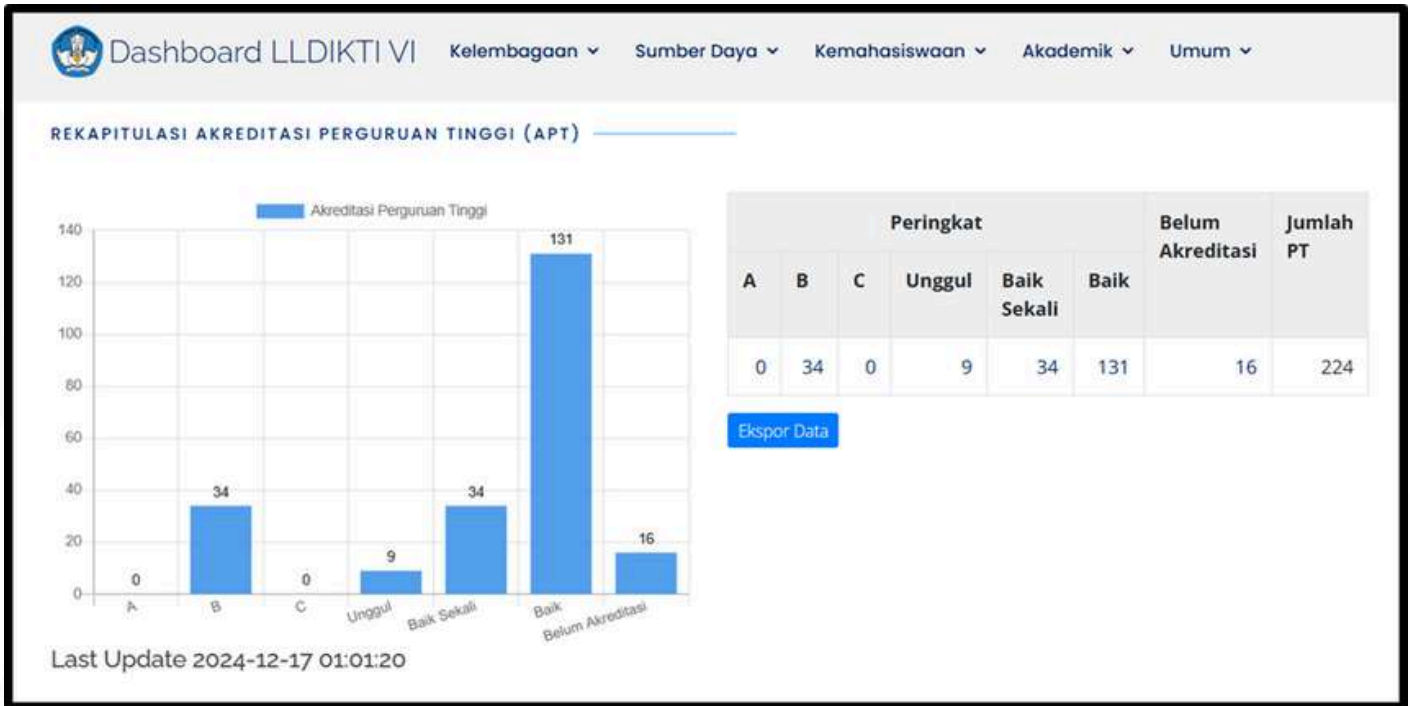 Dashboard LLDIKTI VI Kelembagaan Sumber Daya Kemahasiswaan Akademik Umum
REKAPITULASI AKREDITASI PERGURUAN TINGGI (APT)
Akreditasi Perguruan Tinggi
140
120
100
80
60
40
20
0
0 34 0 9 34 131 16
A B C Unggul Baik Sekali Baik Belum Akreditasi
Last Update 2024-12-17 01:01:20
Peringkat Belum Jumlah
Akreditasi PT
A B C Unggul Baik Baik
Sekali
0 34 0 9 34 131 16 224
Ekspor Data